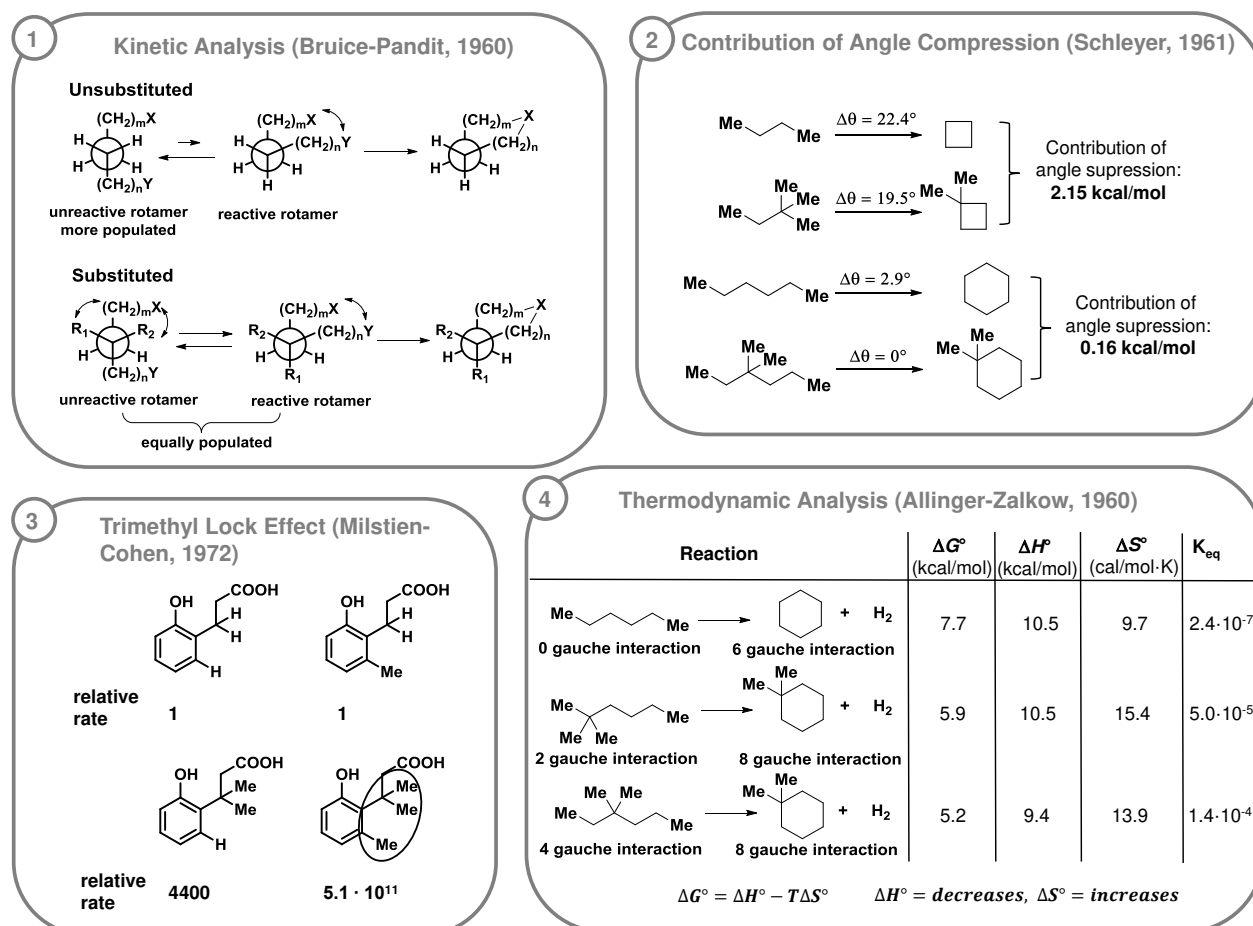 1
Kinetic Analysis (Bruice-Pandit, 1960)
Unsubstituted
(CH2)mX
H H
H H
(CH2)nY
(CH2)mX
H (CH2)nY
H H
H
(CH2)m X
H (CH2)n
H H
H
unreactive rotamer
more populated
reactive rotamer
Substituted
(CH2)mX
R1 R2
H H
(CH2)nY
(CH2)mX
R2 (CH2)nY
H H
R1
(CH2)m X
R2 (CH2)n
H H
R1
unreactive rotamer
reactive rotamer
equally populated
2
Contribution of Angle Compression (Schleyer, 1961)
Me Me
Δθ = 22.4°
Me Me
Me
Me
Δθ = 19.5°
Me
Me
Contribution of
angle supression:
2.15 kcal/mol
Me Me
Δθ = 2.9°
Me Me
Me Me
Δθ = 0°
Me Me
Contribution of
angle supression:
0.16 kcal/mol
3
Trimethyl Lock Effect (Milstien-
Cohen, 1972)
OH COOH
H
H
H
OH COOH
H
H
Me
relative
rate
1 1
OH COOH
Me
Me
H
OH COOH
Me
Me
Me
relative
rate
4400 5.1 · 10¹¹
4
Thermodynamic Analysis (Allinger-Zalkow, 1960)
Reaction ΔG° (kcal/mol) ΔH° (kcal/mol) ΔS° (cal/mol·K) Keq
Me Me + H2 7.7 10.5 9.7 2.4·10⁻⁷
0 gauche interaction 6 gauche interaction
Me Me
Me Me
Me Me + H2 5.9 10.5 15.4 5.0·10⁻⁵
2 gauche interaction 8 gauche interaction
Me Me
Me Me
Me Me + H2 5.2 9.4 13.9 1.4·10⁻⁴
4 gauche interaction 8 gauche interaction
ΔG° = ΔH° − TΔS° ΔH° = decreases, ΔS° = increases